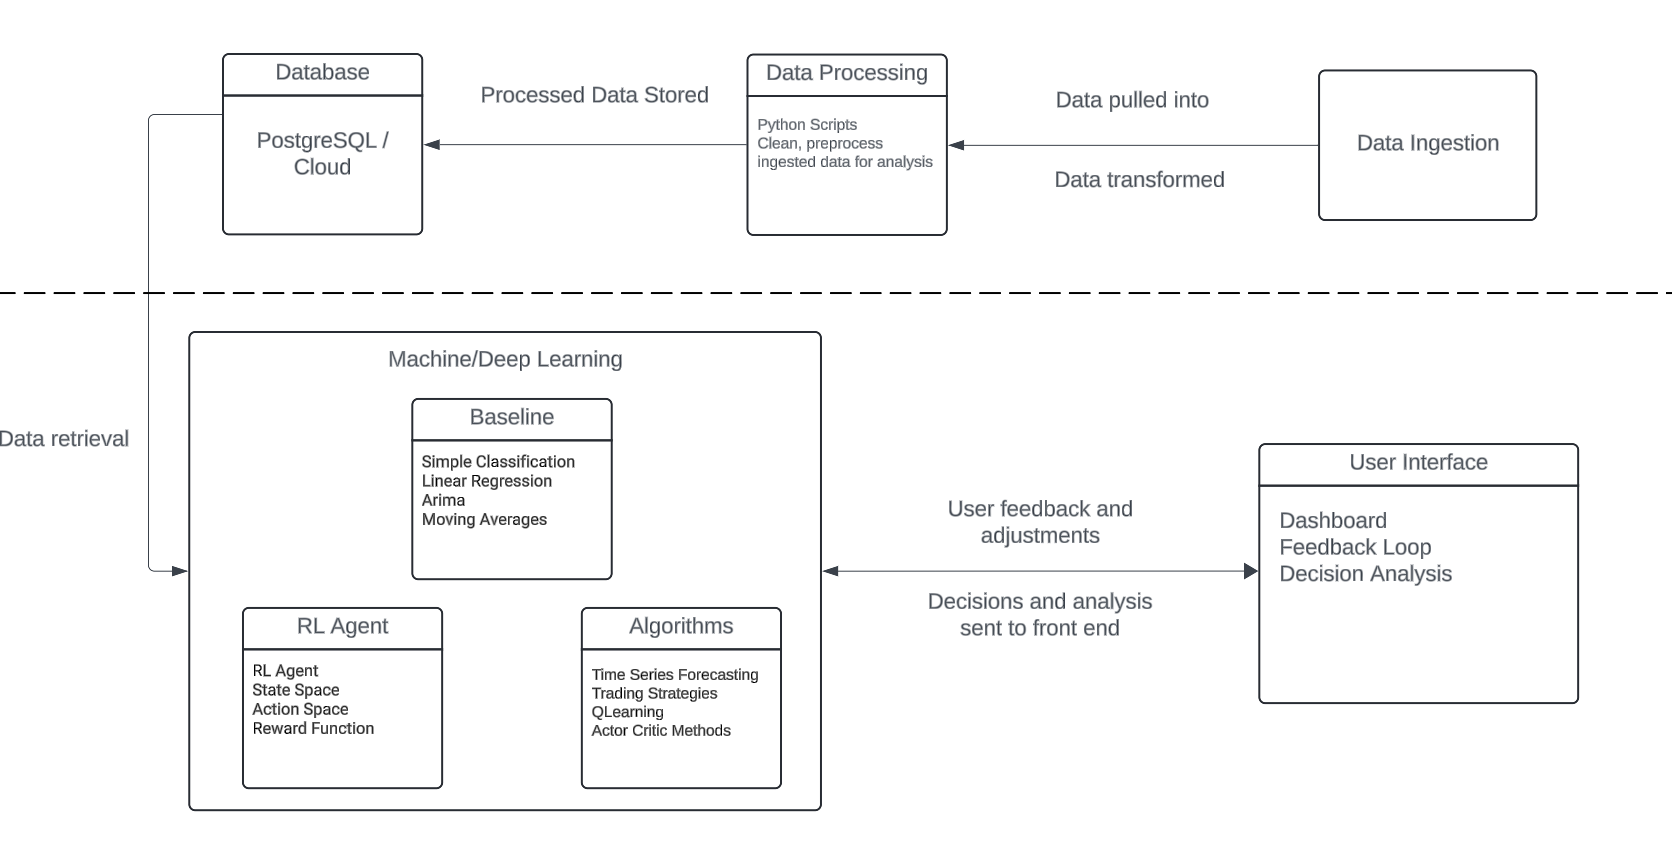 Database
PostgreSQL /
Cloud
Processed Data Stored
Data Processing
Python Scripts
Clean, preprocess
ingested data for analysis
Data pulled into
Data transformed
Data Ingestion
Data retrieval
Machine/Deep Learning
Baseline
Simple Classification
Linear Regression
Arima
Moving Averages
RL Agent
RL Agent
State Space
Action Space
Reward Function
Algorithms
Time Series Forecasting
Trading Strategies
QLearning
Actor Critic Methods
User feedback and
adjustments
Decisions and analysis
sent to front end
User Interface
Dashboard
Feedback Loop
Decision Analysis